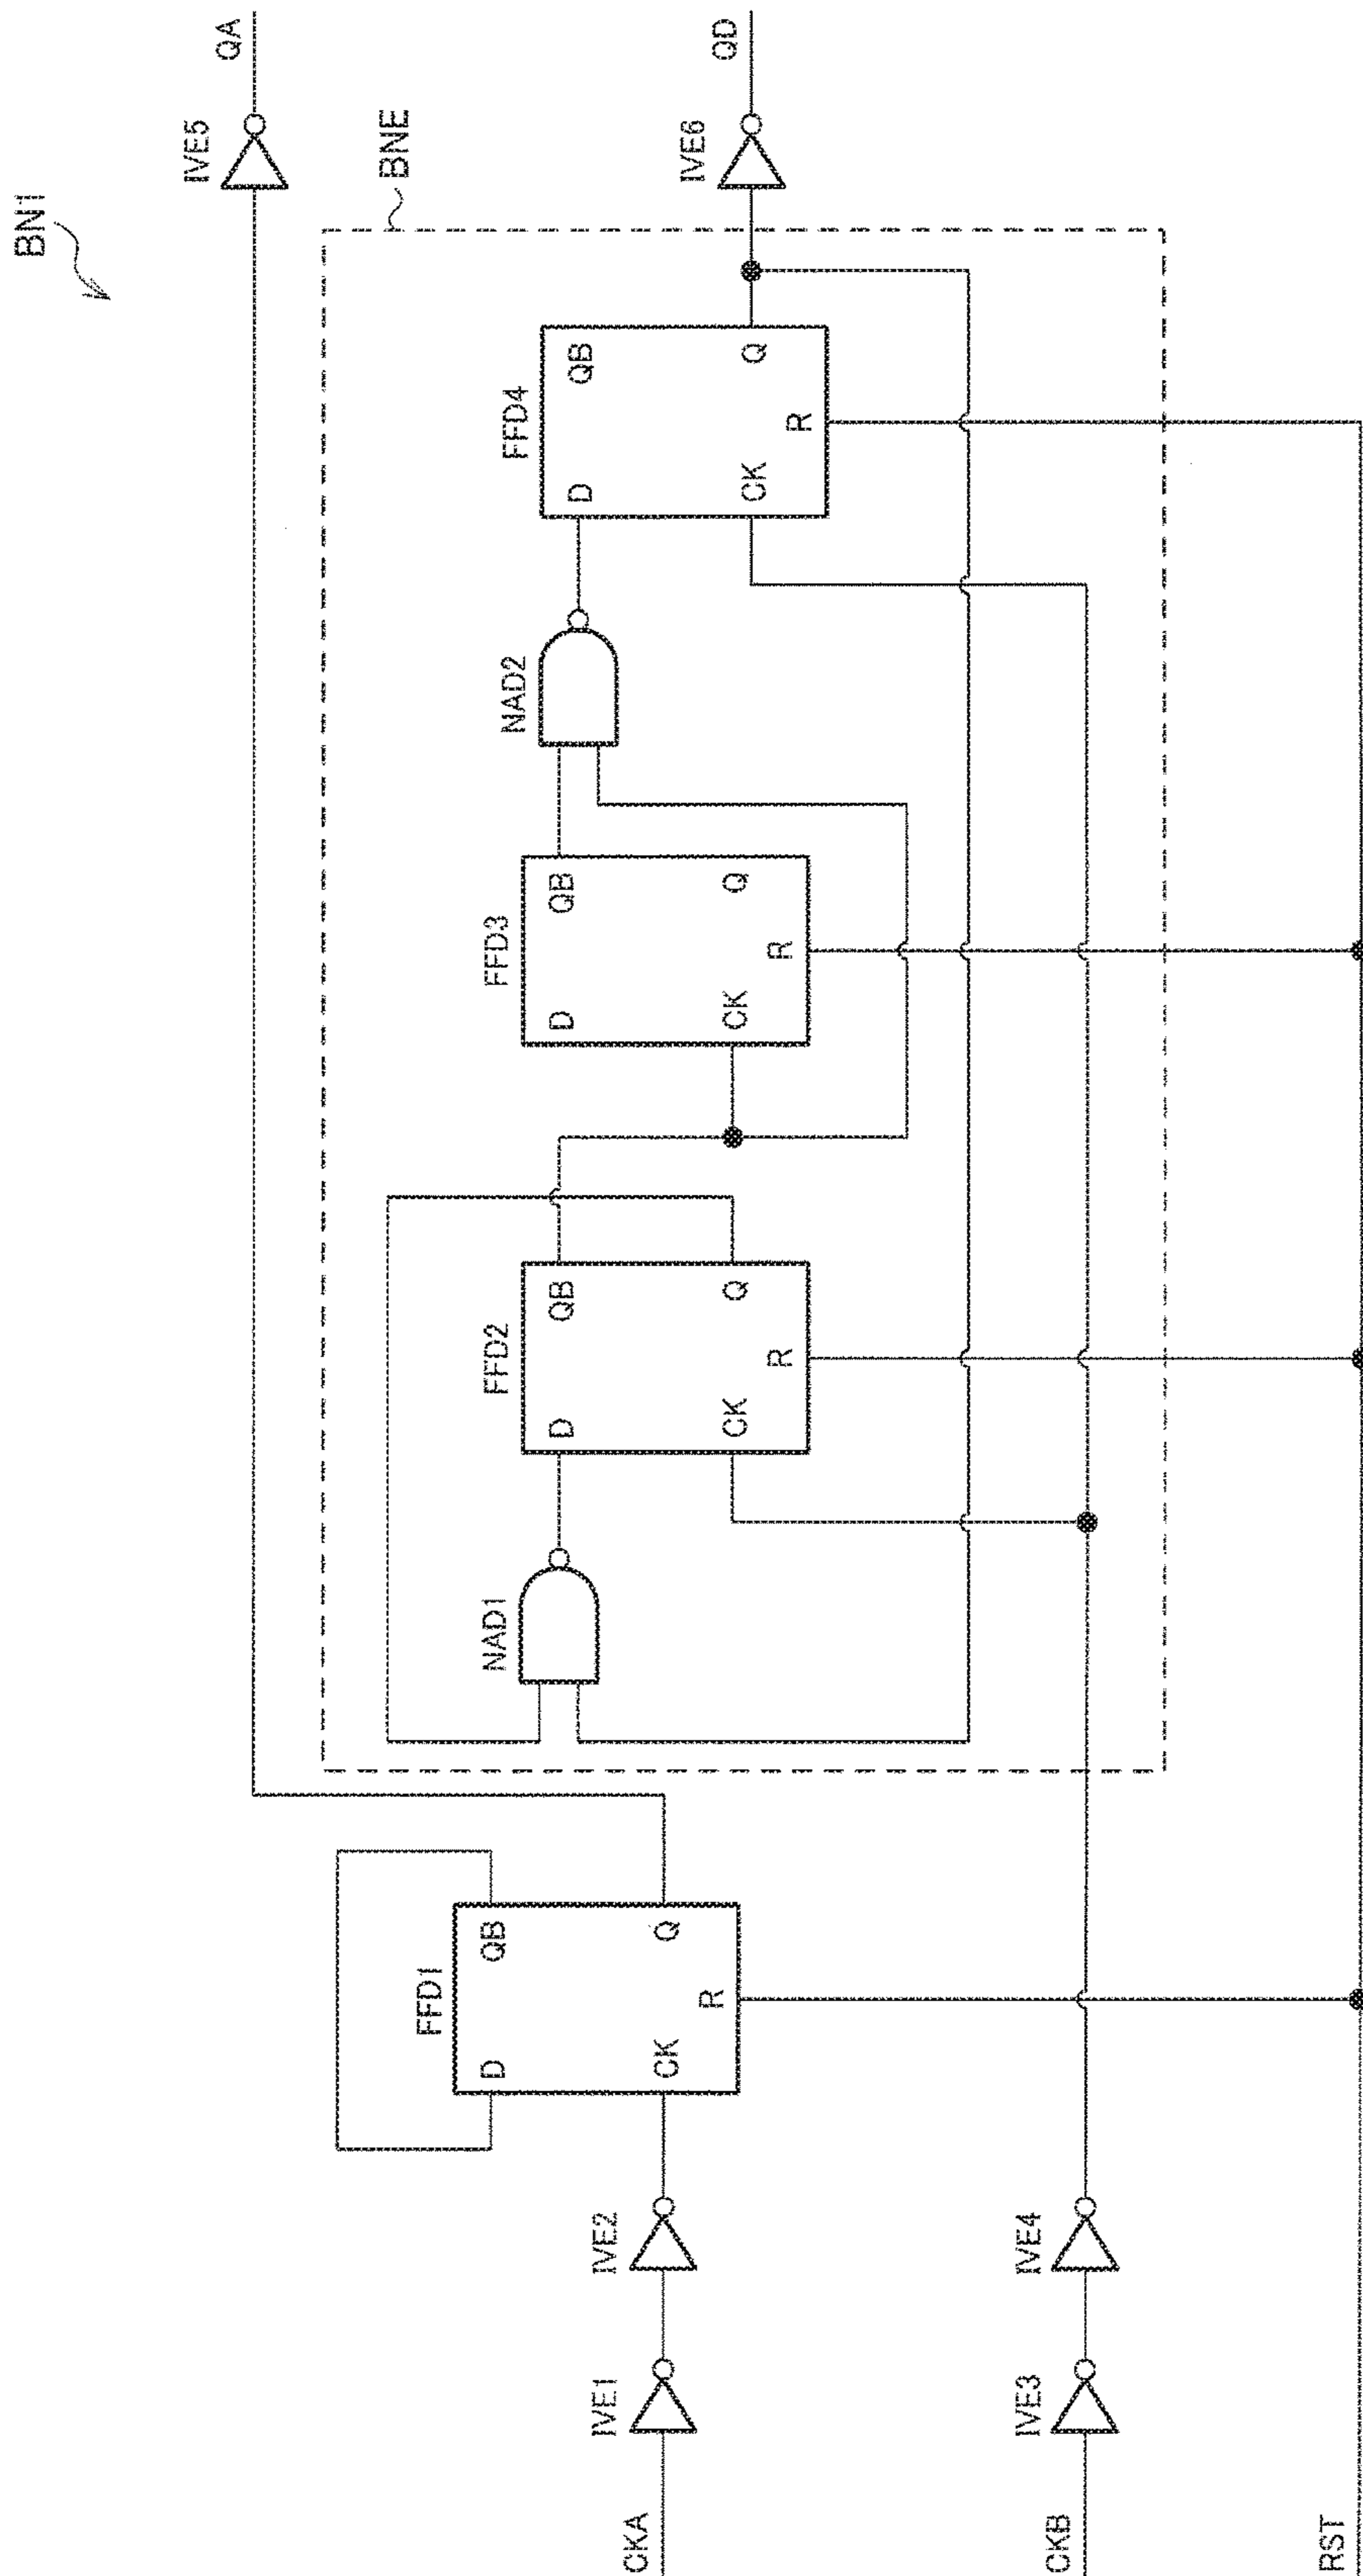 BN1
QA
IVE5
BNE
QD
IVE6
FFD4
D
QB
CK
Q
R
NAD2
FFD3
D
QB
CK
Q
R
FFD2
D
QB
CK
Q
R
NAD1
FFD1
D
QB
CK
Q
R
IVE2
IVE1
CKA
IVE4
IVE3
CKB
RST